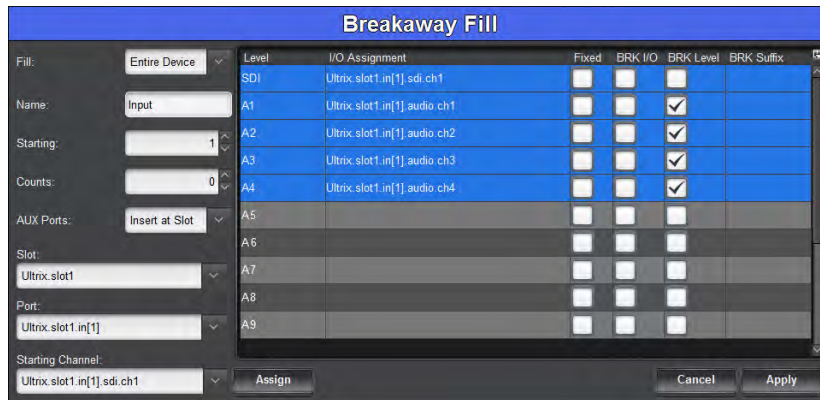 Breakaway Fill
Fill: Entire Device
Name: Input
Starting: 1
Counts: 0
AUX Ports: Insert at Slot
Slot:
Ultrix.slot1
Port:
Ultrix.slot1.in[1]
Starting Channel:
Ultrix.slot1.in[1].sdi.ch1
Level I/O Assignment Fixed BRK I/O BRK Level BRK Suffix
SDI Ultrix.slot1.in[1].sdi.ch1
A1 Ultrix.slot1.in[1].audio.ch1
A2 Ultrix.slot1.in[1].audio.ch2
A3 Ultrix.slot1.in[1].audio.ch3
A4 Ultrix.slot1.in[1].audio.ch4
A5
A6
A7
A8
A9
Assign Cancel Apply